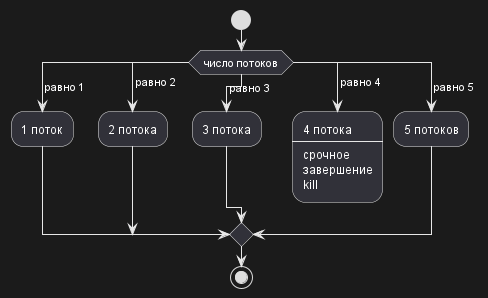 число потоков
равно 1
равно 2
равно 3
равно 4
равно 5
1 поток
2 потока
3 потока
4 потока
срочное
завершение
kill
5 потоков